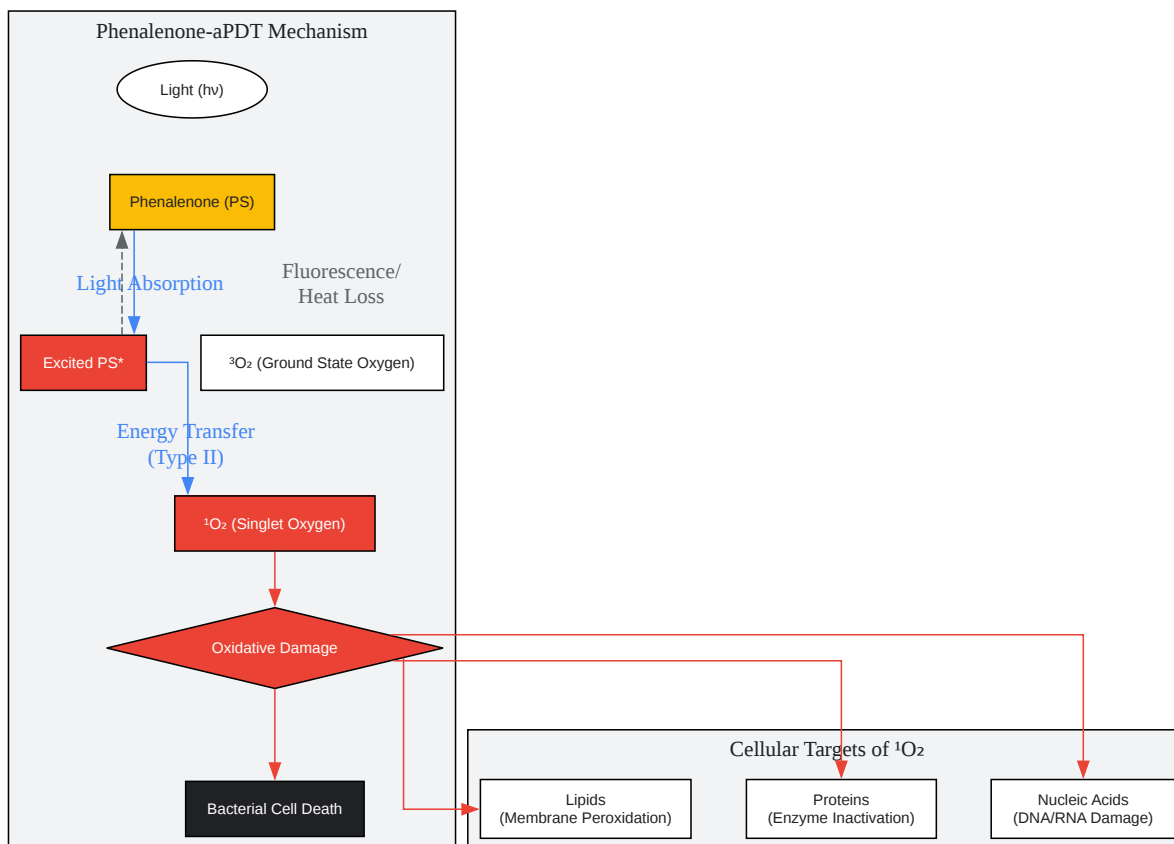 Phenalenone-aPDT Mechanism
Light (hν)
Phenalenone (PS)
Light Absorption
Fluorescence/
Heat Loss
Excited PS*
³O₂ (Ground State Oxygen)
Energy Transfer
(Type II)
¹O₂ (Singlet Oxygen)
Oxidative Damage
Cellular Targets of ¹O₂
Bacterial Cell Death
Lipids
(Membrane Peroxidation)
Proteins
(Enzyme Inactivation)
Nucleic Acids
(DNA/RNA Damage)